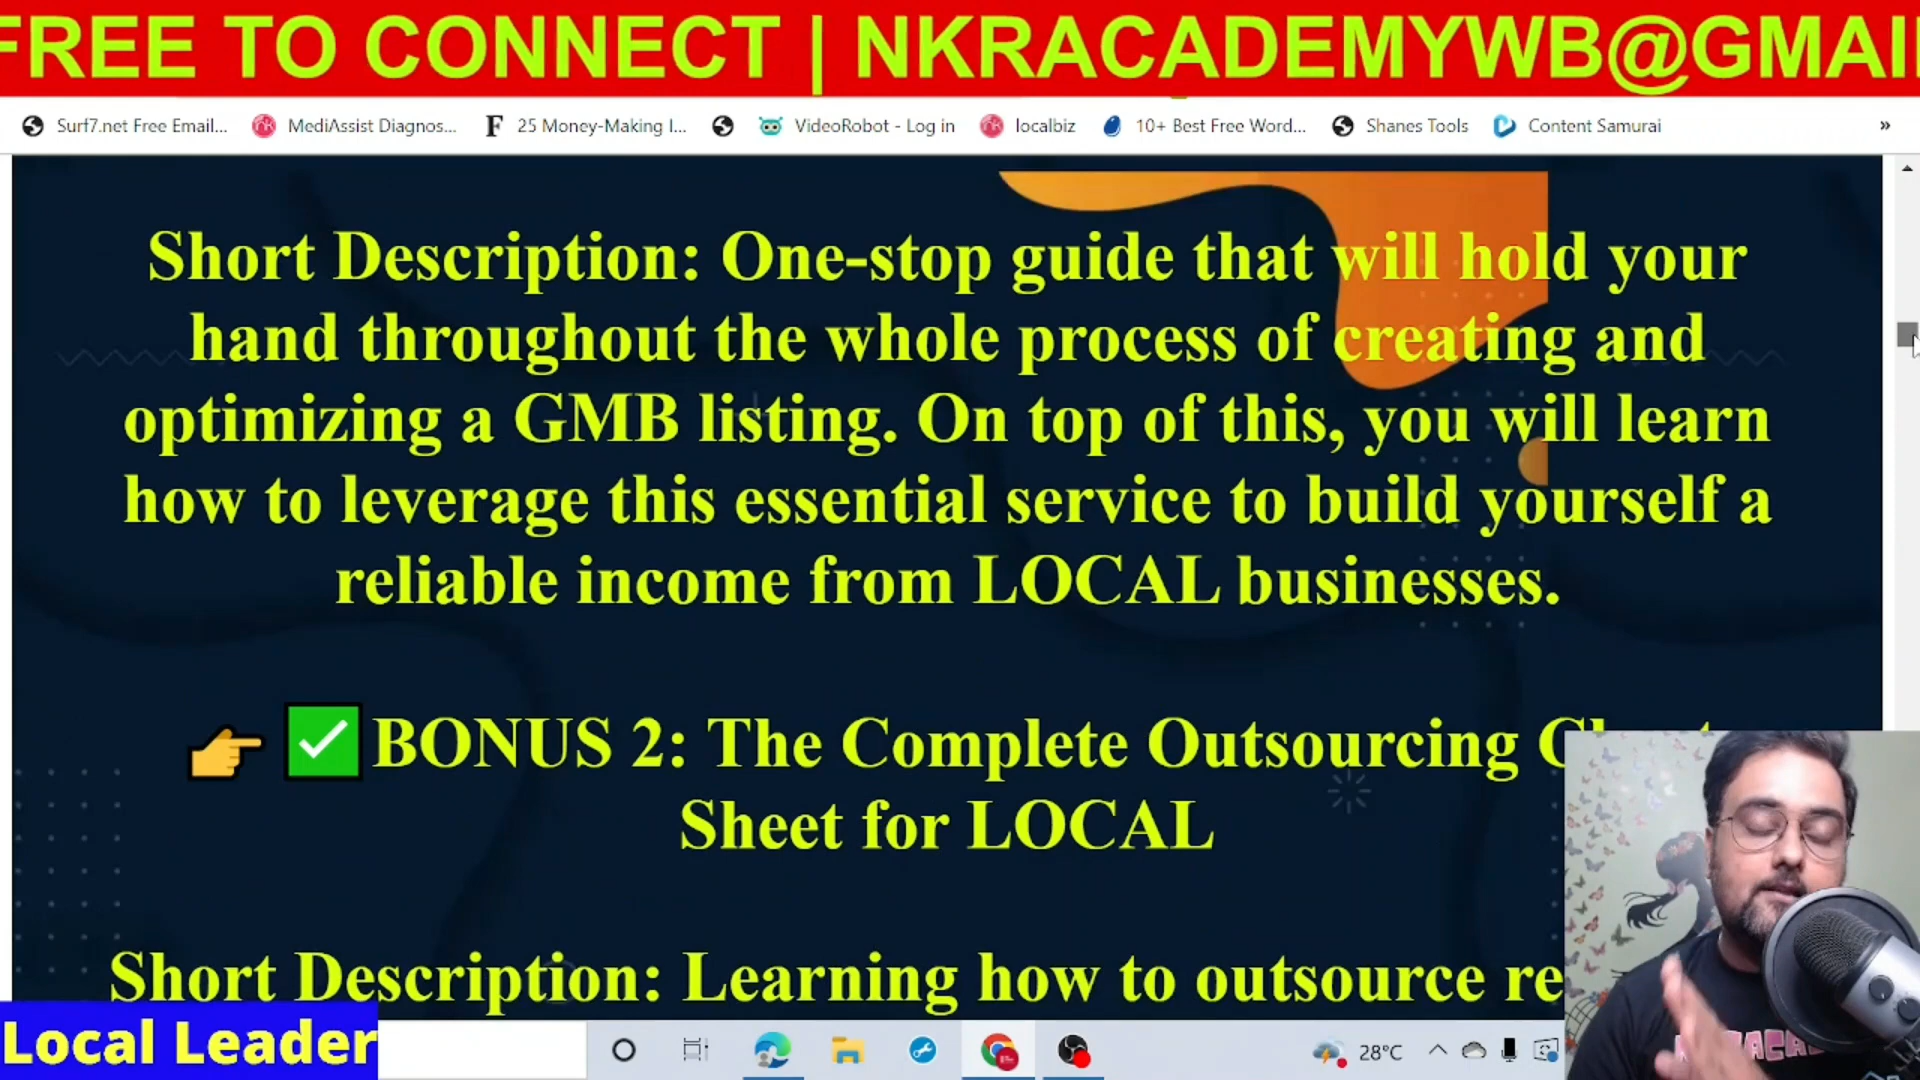 FREE TO CONNECT | NKRACADEMYWB@GMAI
Surf7.net Free Email... MediAssist Diagnos... 25 Money-Making I... VideoRobot - Log in localbiz 10+ Best Free Word... Shanes Tools Content Samurai »
Short Description: One-stop guide that will hold your
hand throughout the whole process of creating and
optimizing a GMB listing. On top of this, you will learn
how to leverage this essential service to build yourself a
reliable income from LOCAL businesses.
👉 ✅ BONUS 2: The Complete Outsourcing
Sheet for LOCAL
Short Description: Learning how to outsource re
Local Leader
28°C